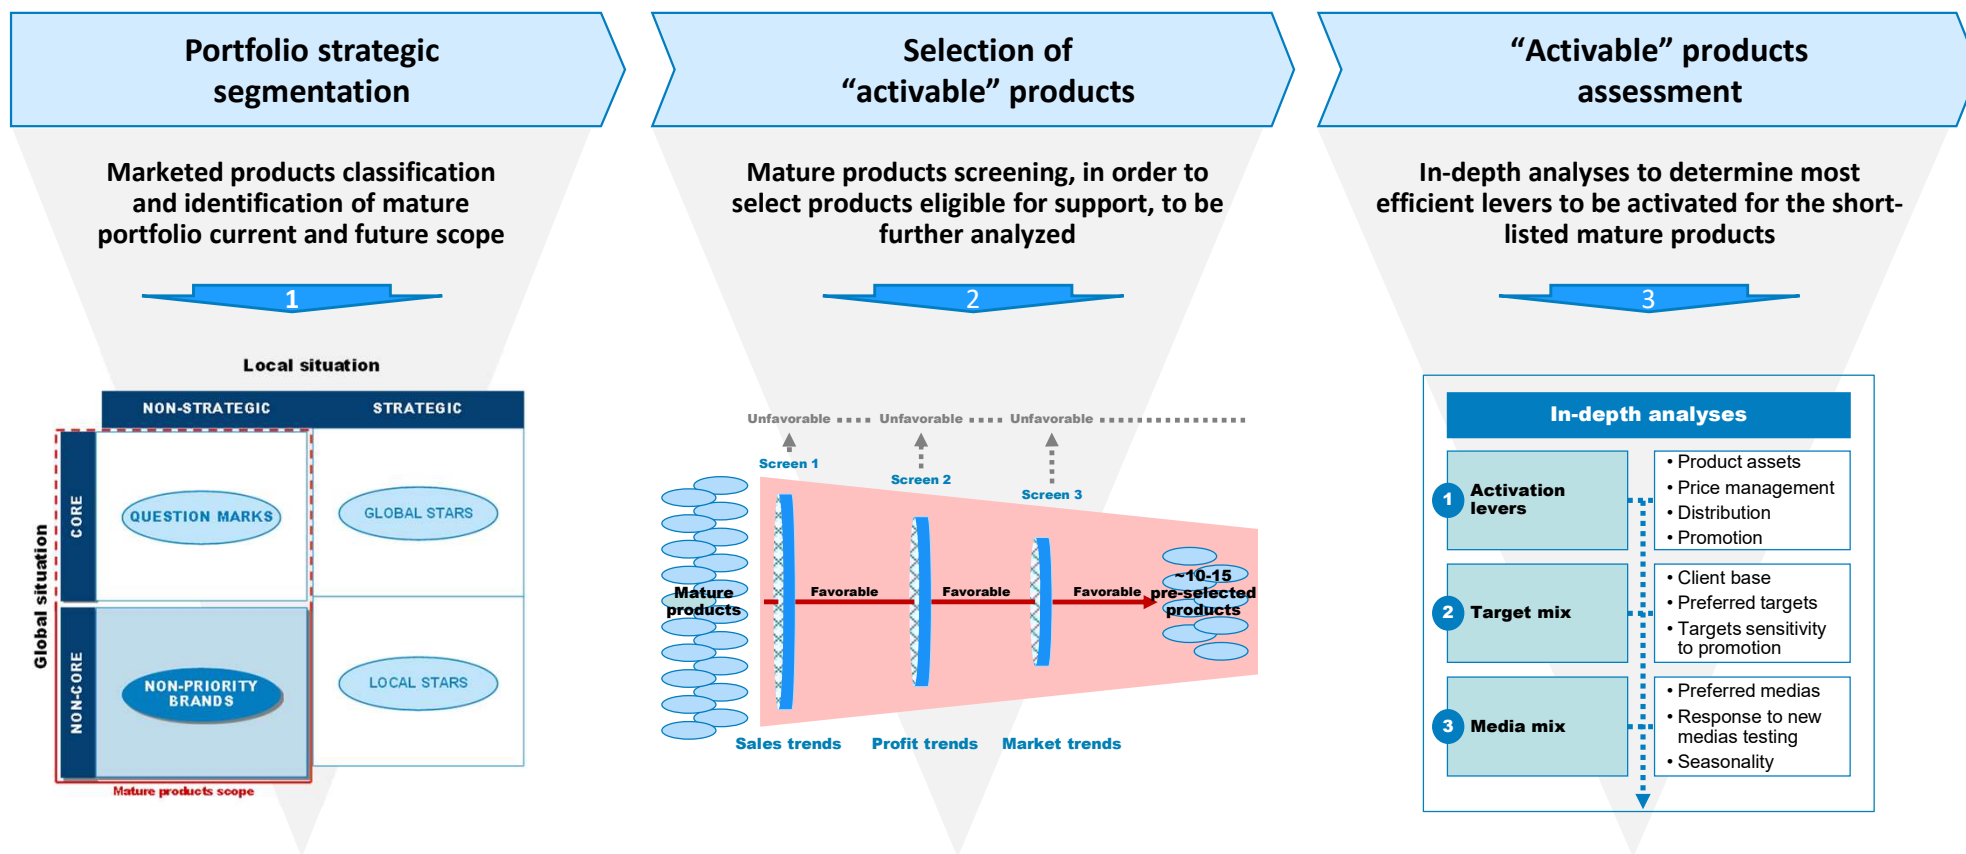 Portfolio strategic
segmentation
Marketed products classification
and identification of mature
portfolio current and future scope
1
Local situation
NON-STRATEGIC
STRATEGIC
Global situation
CORE
QUESTION MARKS
GLOBAL STARS
NON-CORE
NON-PRIORITY
BRANDS
LOCAL STARS
Mature products scope
Selection of
“activable” products
Mature products screening, in order to
select products eligible for support, to be
further analyzed
2
Unfavorable
Unfavorable
Unfavorable
Screen 1
Screen 2
Screen 3
Mature
products
Favorable
Favorable
Favorable
~10-15
pre-selected
products
Sales trends
Profit trends
Market trends
“Activable” products
assessment
In-depth analyses to determine most
efficient levers to be activated for the short-
listed mature products
3
In-depth analyses
1
Activation
levers
• Product assets
• Price management
• Distribution
• Promotion
2
Target mix
• Client base
• Preferred targets
• Targets sensitivity
to promotion
3
Media mix
• Preferred medias
• Response to new
medias testing
• Seasonality